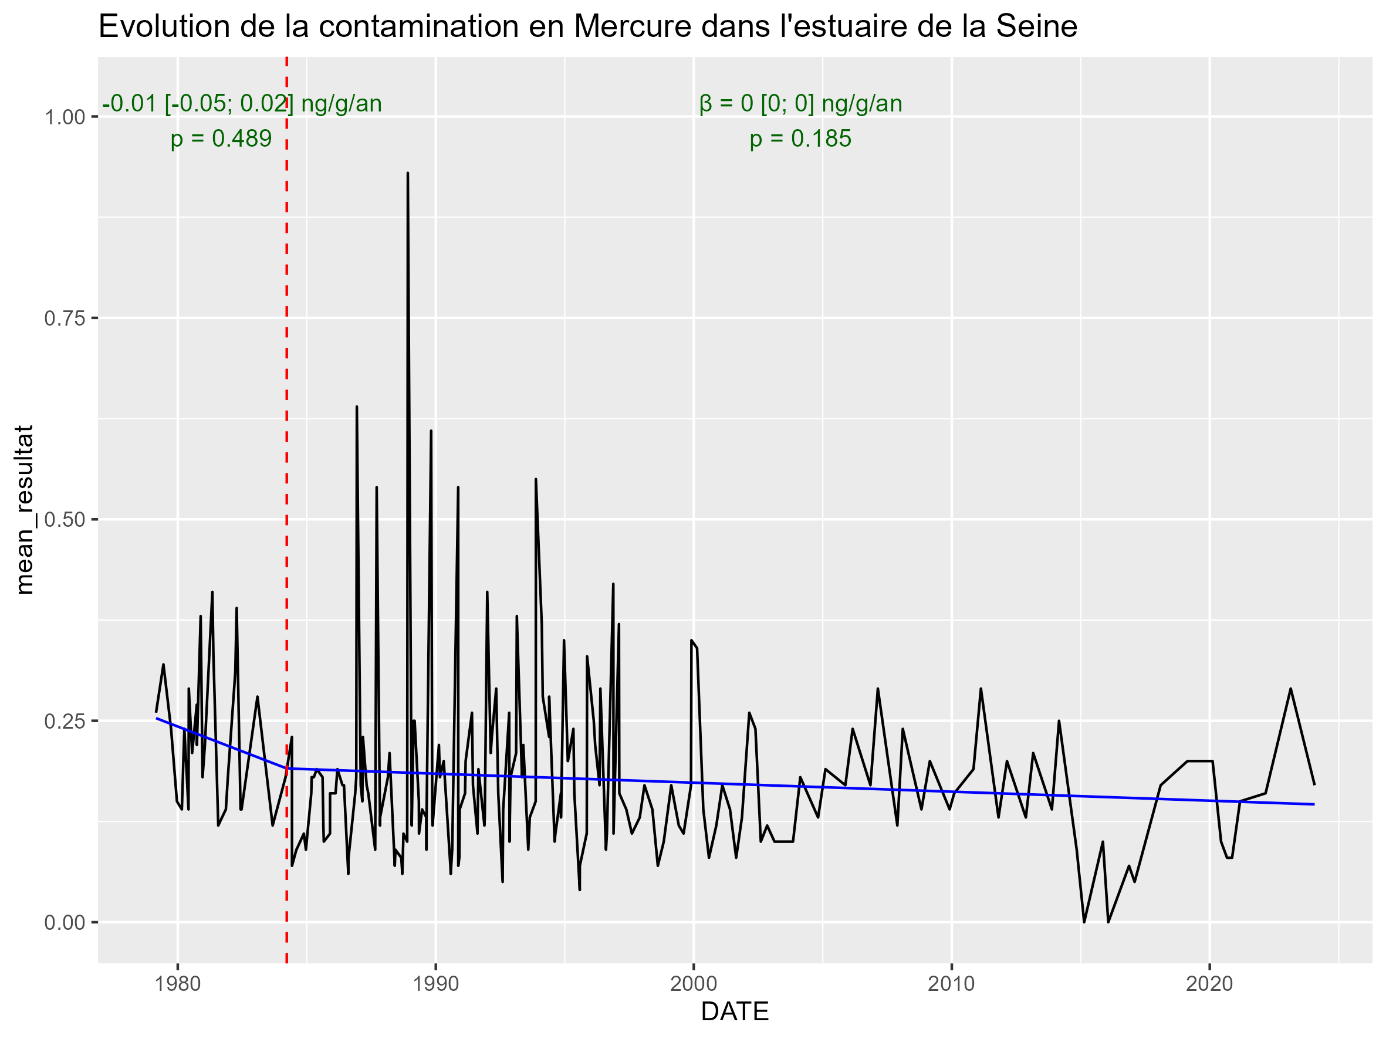 Evolution de la contamination en Mercure dans l'estuaire de la Seine
-0.01 [-0.05; 0.02] ng/g/an
p = 0.489
β = 0 [0; 0] ng/g/an
p = 0.185
1.00
0.75
0.50
0.25
0.00
mean_resultat
1980
1990
2000
2010
2020
DATE